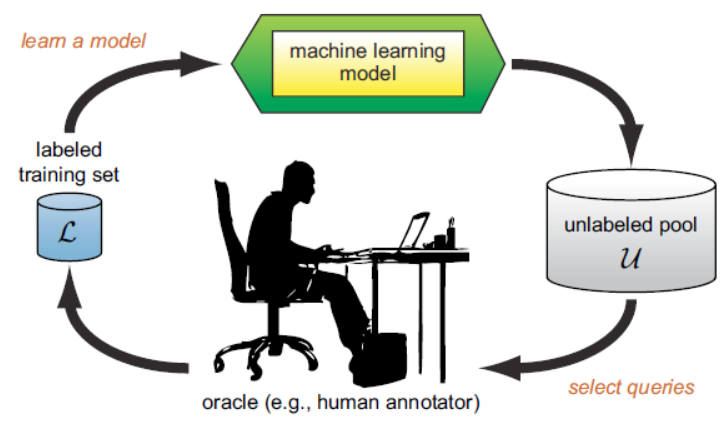 learn a model
machine learning
model
labeled
training set
ℒ
unlabeled pool
𝒰
select queries
oracle (e.g., human annotator)